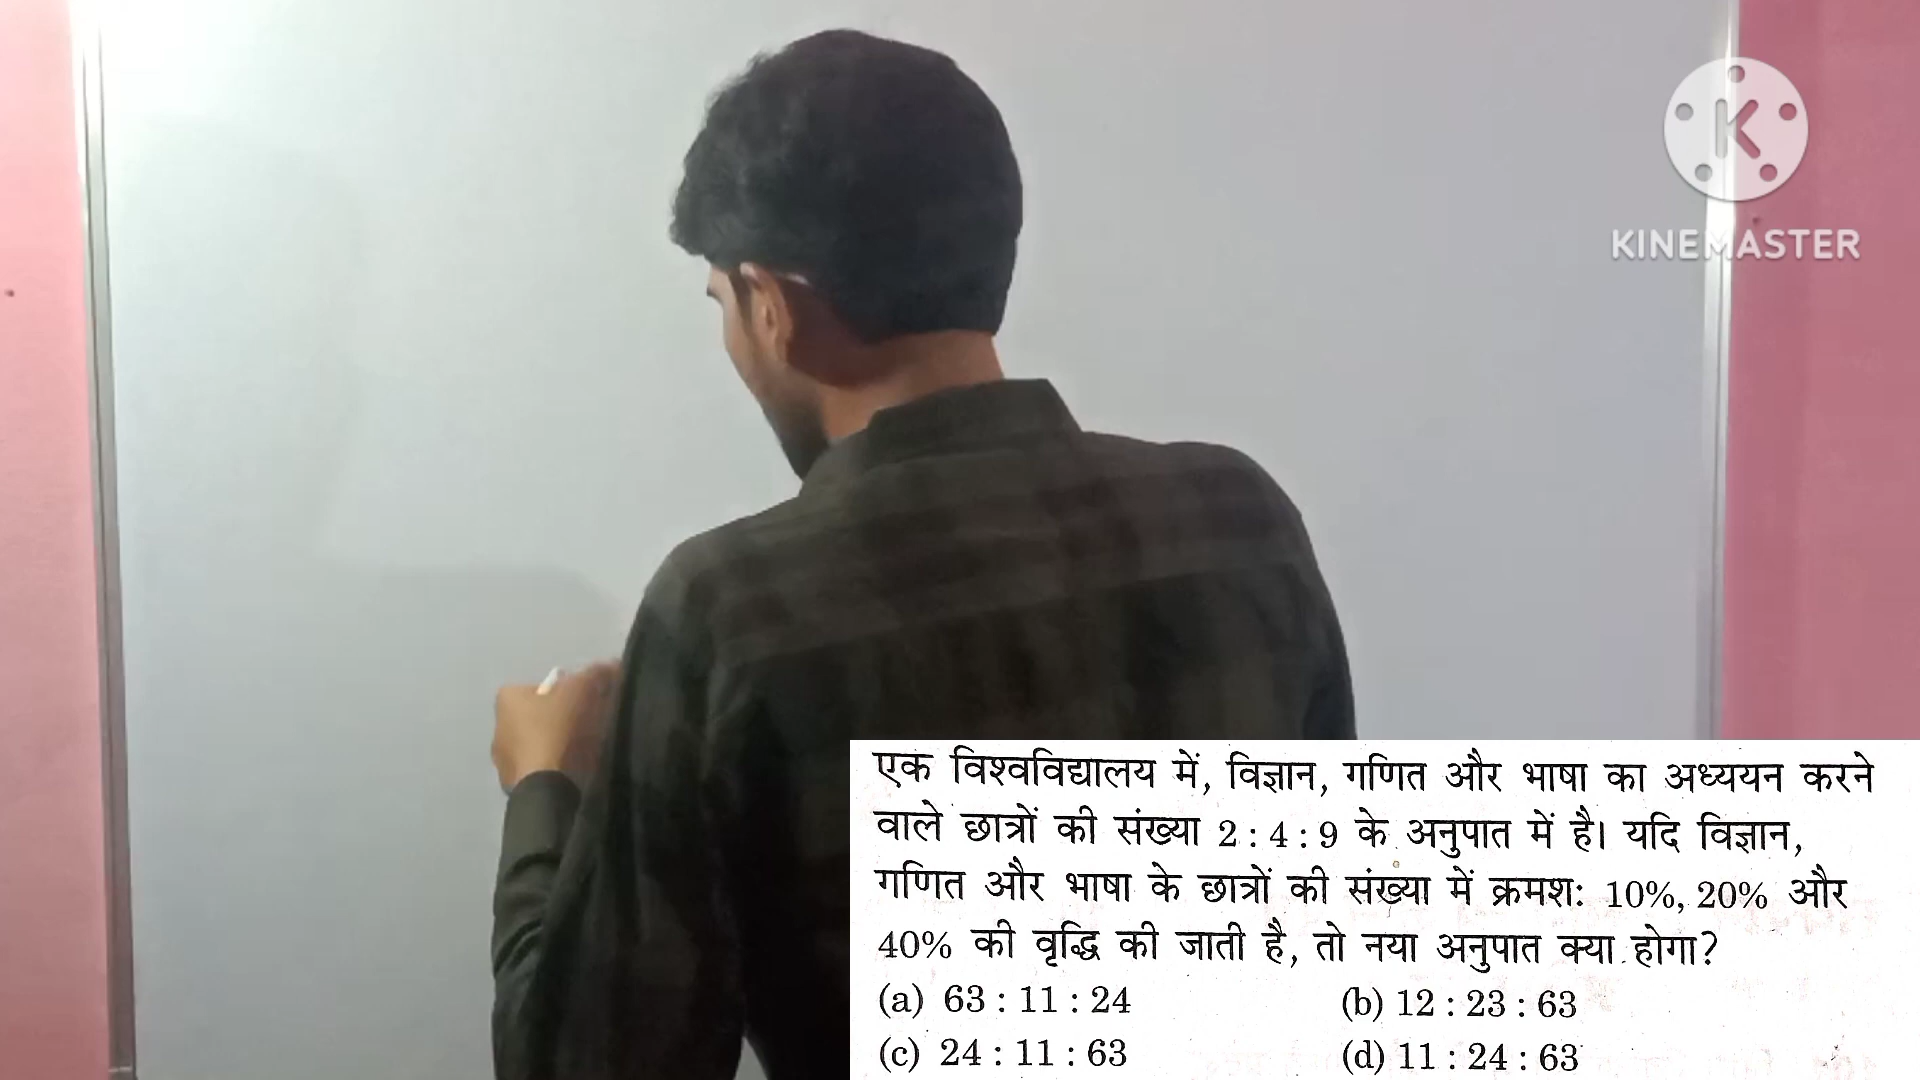 KINEMASTER
एक विश्वविद्यालय में, विज्ञान, गणित और भाषा का अध्ययन करने
वाले छात्रों की संख्या 2 : 4 : 9 के अनुपात में है। यदि विज्ञान,
गणित और भाषा के छात्रों की संख्या में क्रमशः 10%, 20% और
40% की वृद्धि की जाती है, तो नया अनुपात क्या होगा?
(a) 63 : 11 : 24 (b) 12 : 23 : 63
(c) 24 : 11 : 63 (d) 11 : 24 : 63